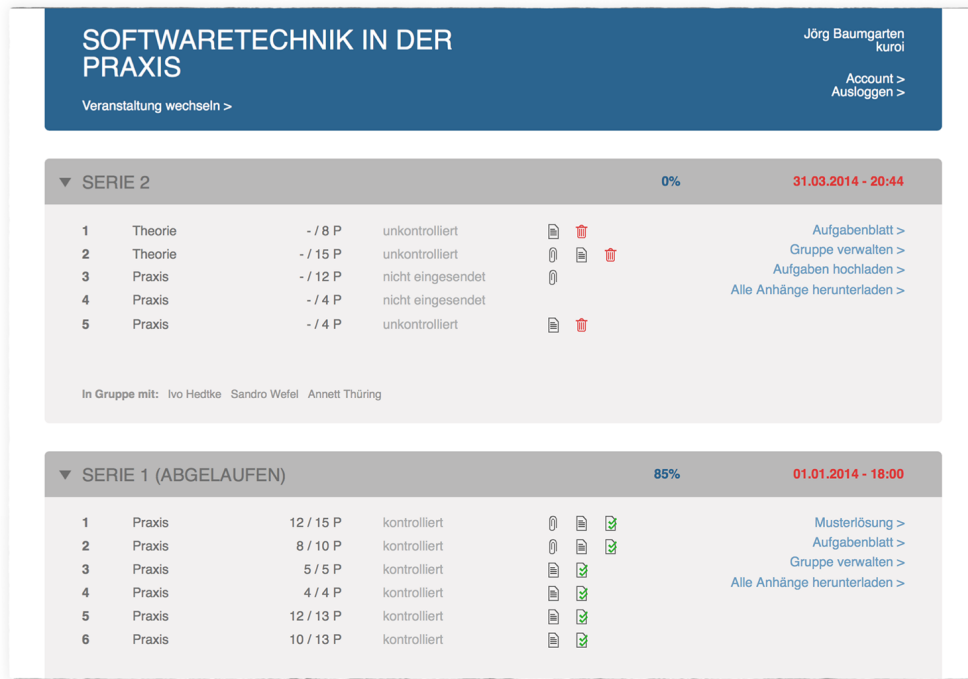 SOFTWARETECHNIK IN DER
PRAXIS
Veranstaltung wechseln >
Jörg Baumgarten
kuroi
Account >
Ausloggen >
SERIE 2 0% 31.03.2014 - 20:44
1 Theorie - / 8 P unkontrolliert
2 Theorie - / 15 P unkontrolliert
3 Praxis - / 12 P nicht eingesendet
4 Praxis - / 4 P nicht eingesendet
5 Praxis - / 4 P unkontrolliert
Aufgabenblatt >
Gruppe verwalten >
Aufgaben hochladen >
Alle Anhänge herunterladen >
In Gruppe mit: Ivo Hedtke Sandro Wefel Annett Thüring
SERIE 1 (ABGELAUFEN) 85% 01.01.2014 - 18:00
1 Praxis 12 / 15 P kontrolliert
2 Praxis 8 / 10 P kontrolliert
3 Praxis 5 / 5 P kontrolliert
4 Praxis 4 / 4 P kontrolliert
5 Praxis 12 / 13 P kontrolliert
6 Praxis 10 / 13 P kontrolliert
Musterlösung >
Aufgabenblatt >
Gruppe verwalten >
Alle Anhänge herunterladen >